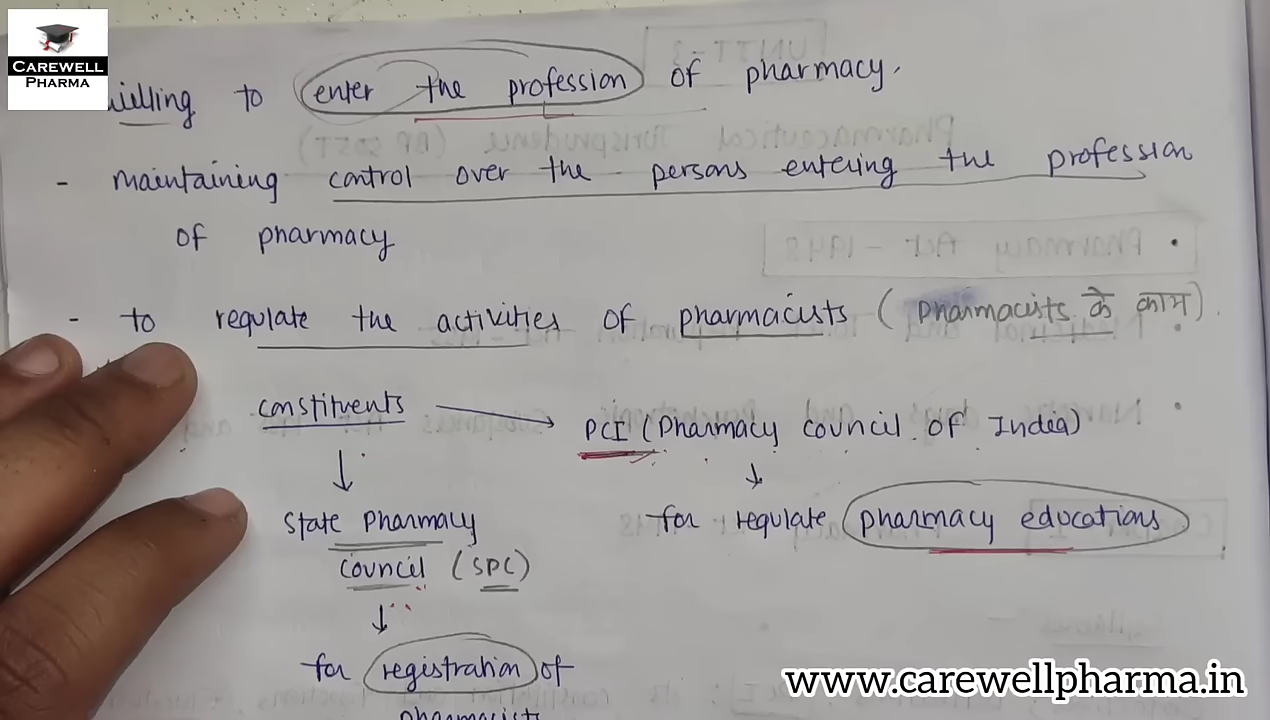 CAREWELL
PHARMA
willing to enter the profession of pharmacy.
- maintaining control over the persons entering the profession
of pharmacy
- to regulate the activities of pharmacists (pharmacists के काम).
constituents → PCI (Pharmacy council of India)
↓ ↓
State Pharmacy for regulate pharmacy educations
council (SPC)
↓
for registration of
pharmacists
www.carewellpharma.in